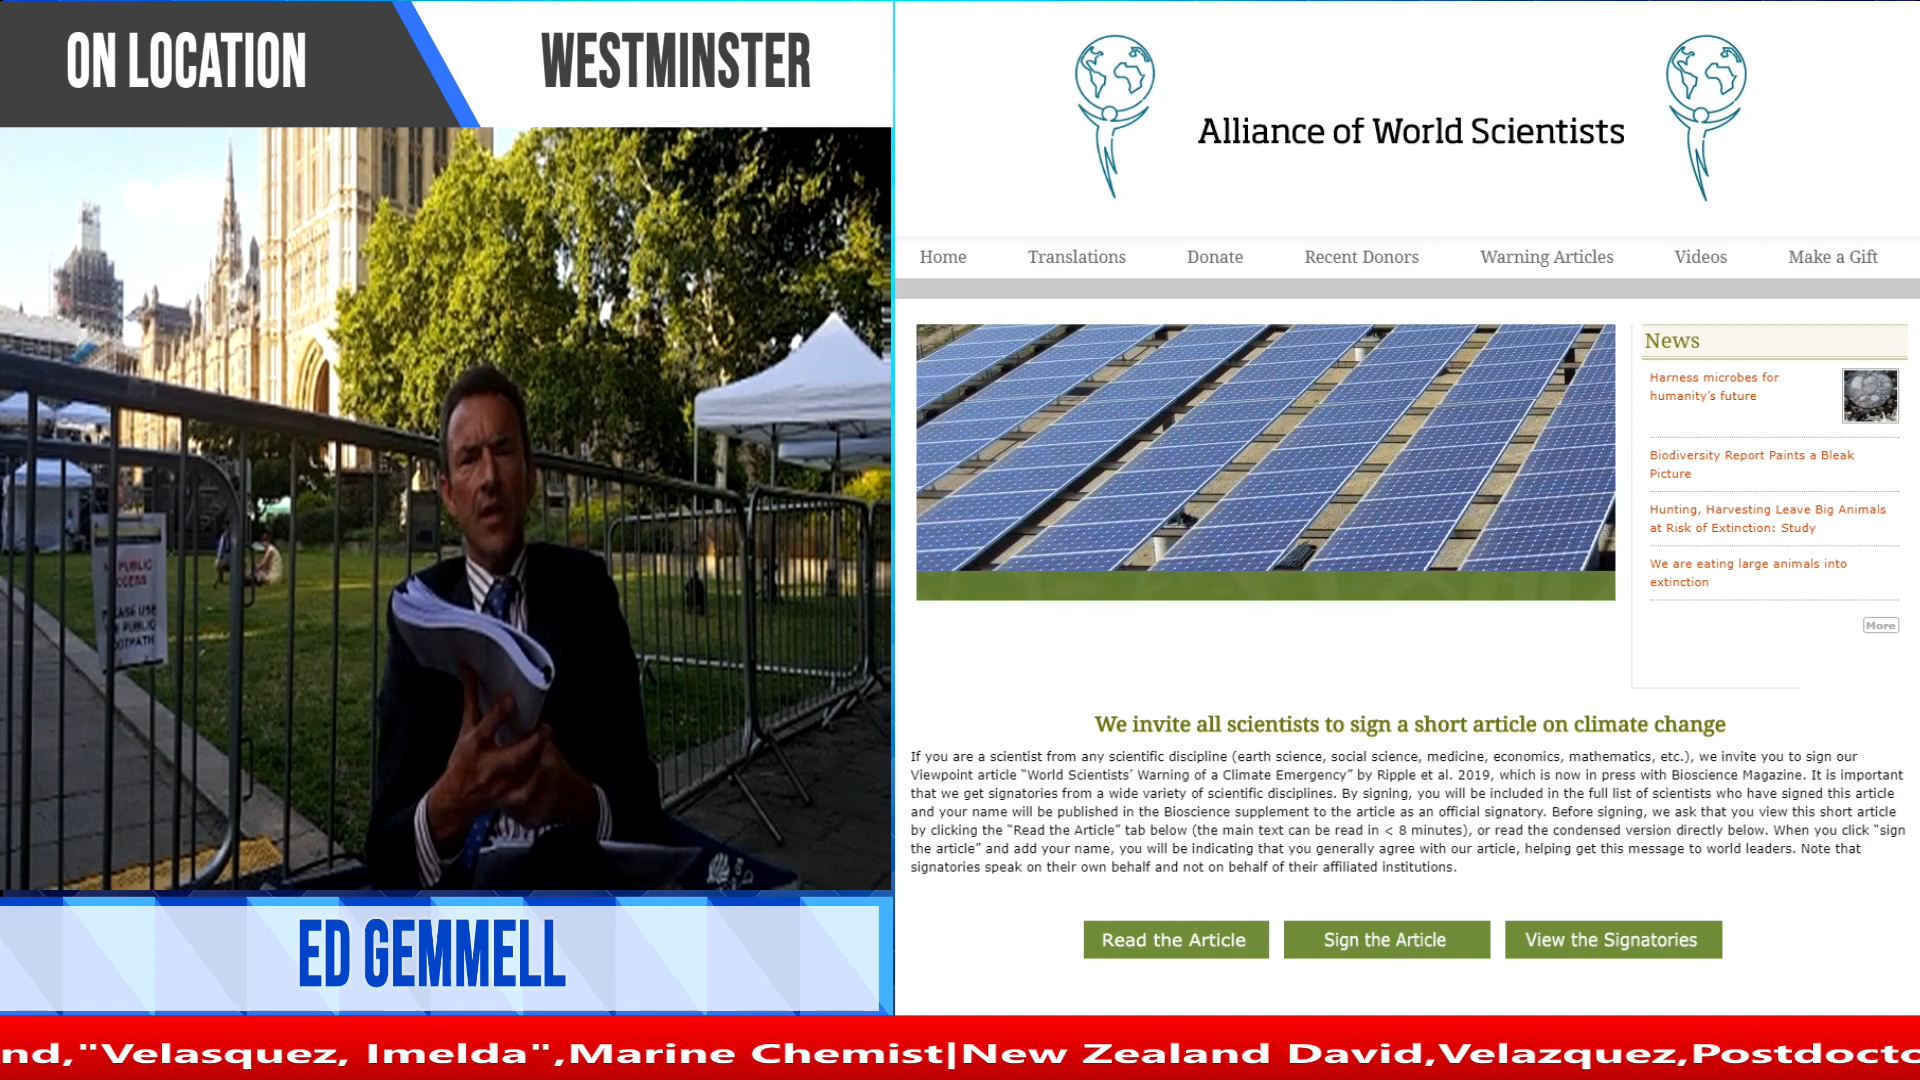 ON LOCATION
WESTMINSTER
PUBLIC
PLEASE USE
PUBLIC
ED GEMMELL
Alliance of World Scientists
Home Translations Donate Recent Donors Warning Articles Videos Make a Gift
News
Harness microbes for
humanity's future
Biodiversity Report Paints a Bleak
Picture
Hunting, Harvesting Leave Big Animals
at Risk of Extinction: Study
We are eating large animals into
extinction
More
We invite all scientists to sign a short article on climate change
If you are a scientist from any scientific discipline (earth science, social science, medicine, economics, mathematics, etc.), we invite you to sign our
Viewpoint article “World Scientists’ Warning of a Climate Emergency” by Ripple et al. 2019, which is now in press with Bioscience Magazine. It is important
that we get signatories from a wide variety of scientific disciplines. By signing, you will be included in the full list of scientists who have signed this article
and your name will be published in the Bioscience supplement to the article as an official signatory. Before signing, we ask that you view this short article
by clicking the “Read the Article” tab below (the main text can be read in < 8 minutes), or read the condensed version directly below. When you click “sign
the article” and add your name, you will be indicating that you generally agree with our article, helping get this message to world leaders. Note that
signatories speak on their own behalf and not on behalf of their affiliated institutions.
Read the Article Sign the Article View the Signatories
nd,"Velasquez, Imelda",Marine Chemist|New Zealand David,Velazquez,Postdocto